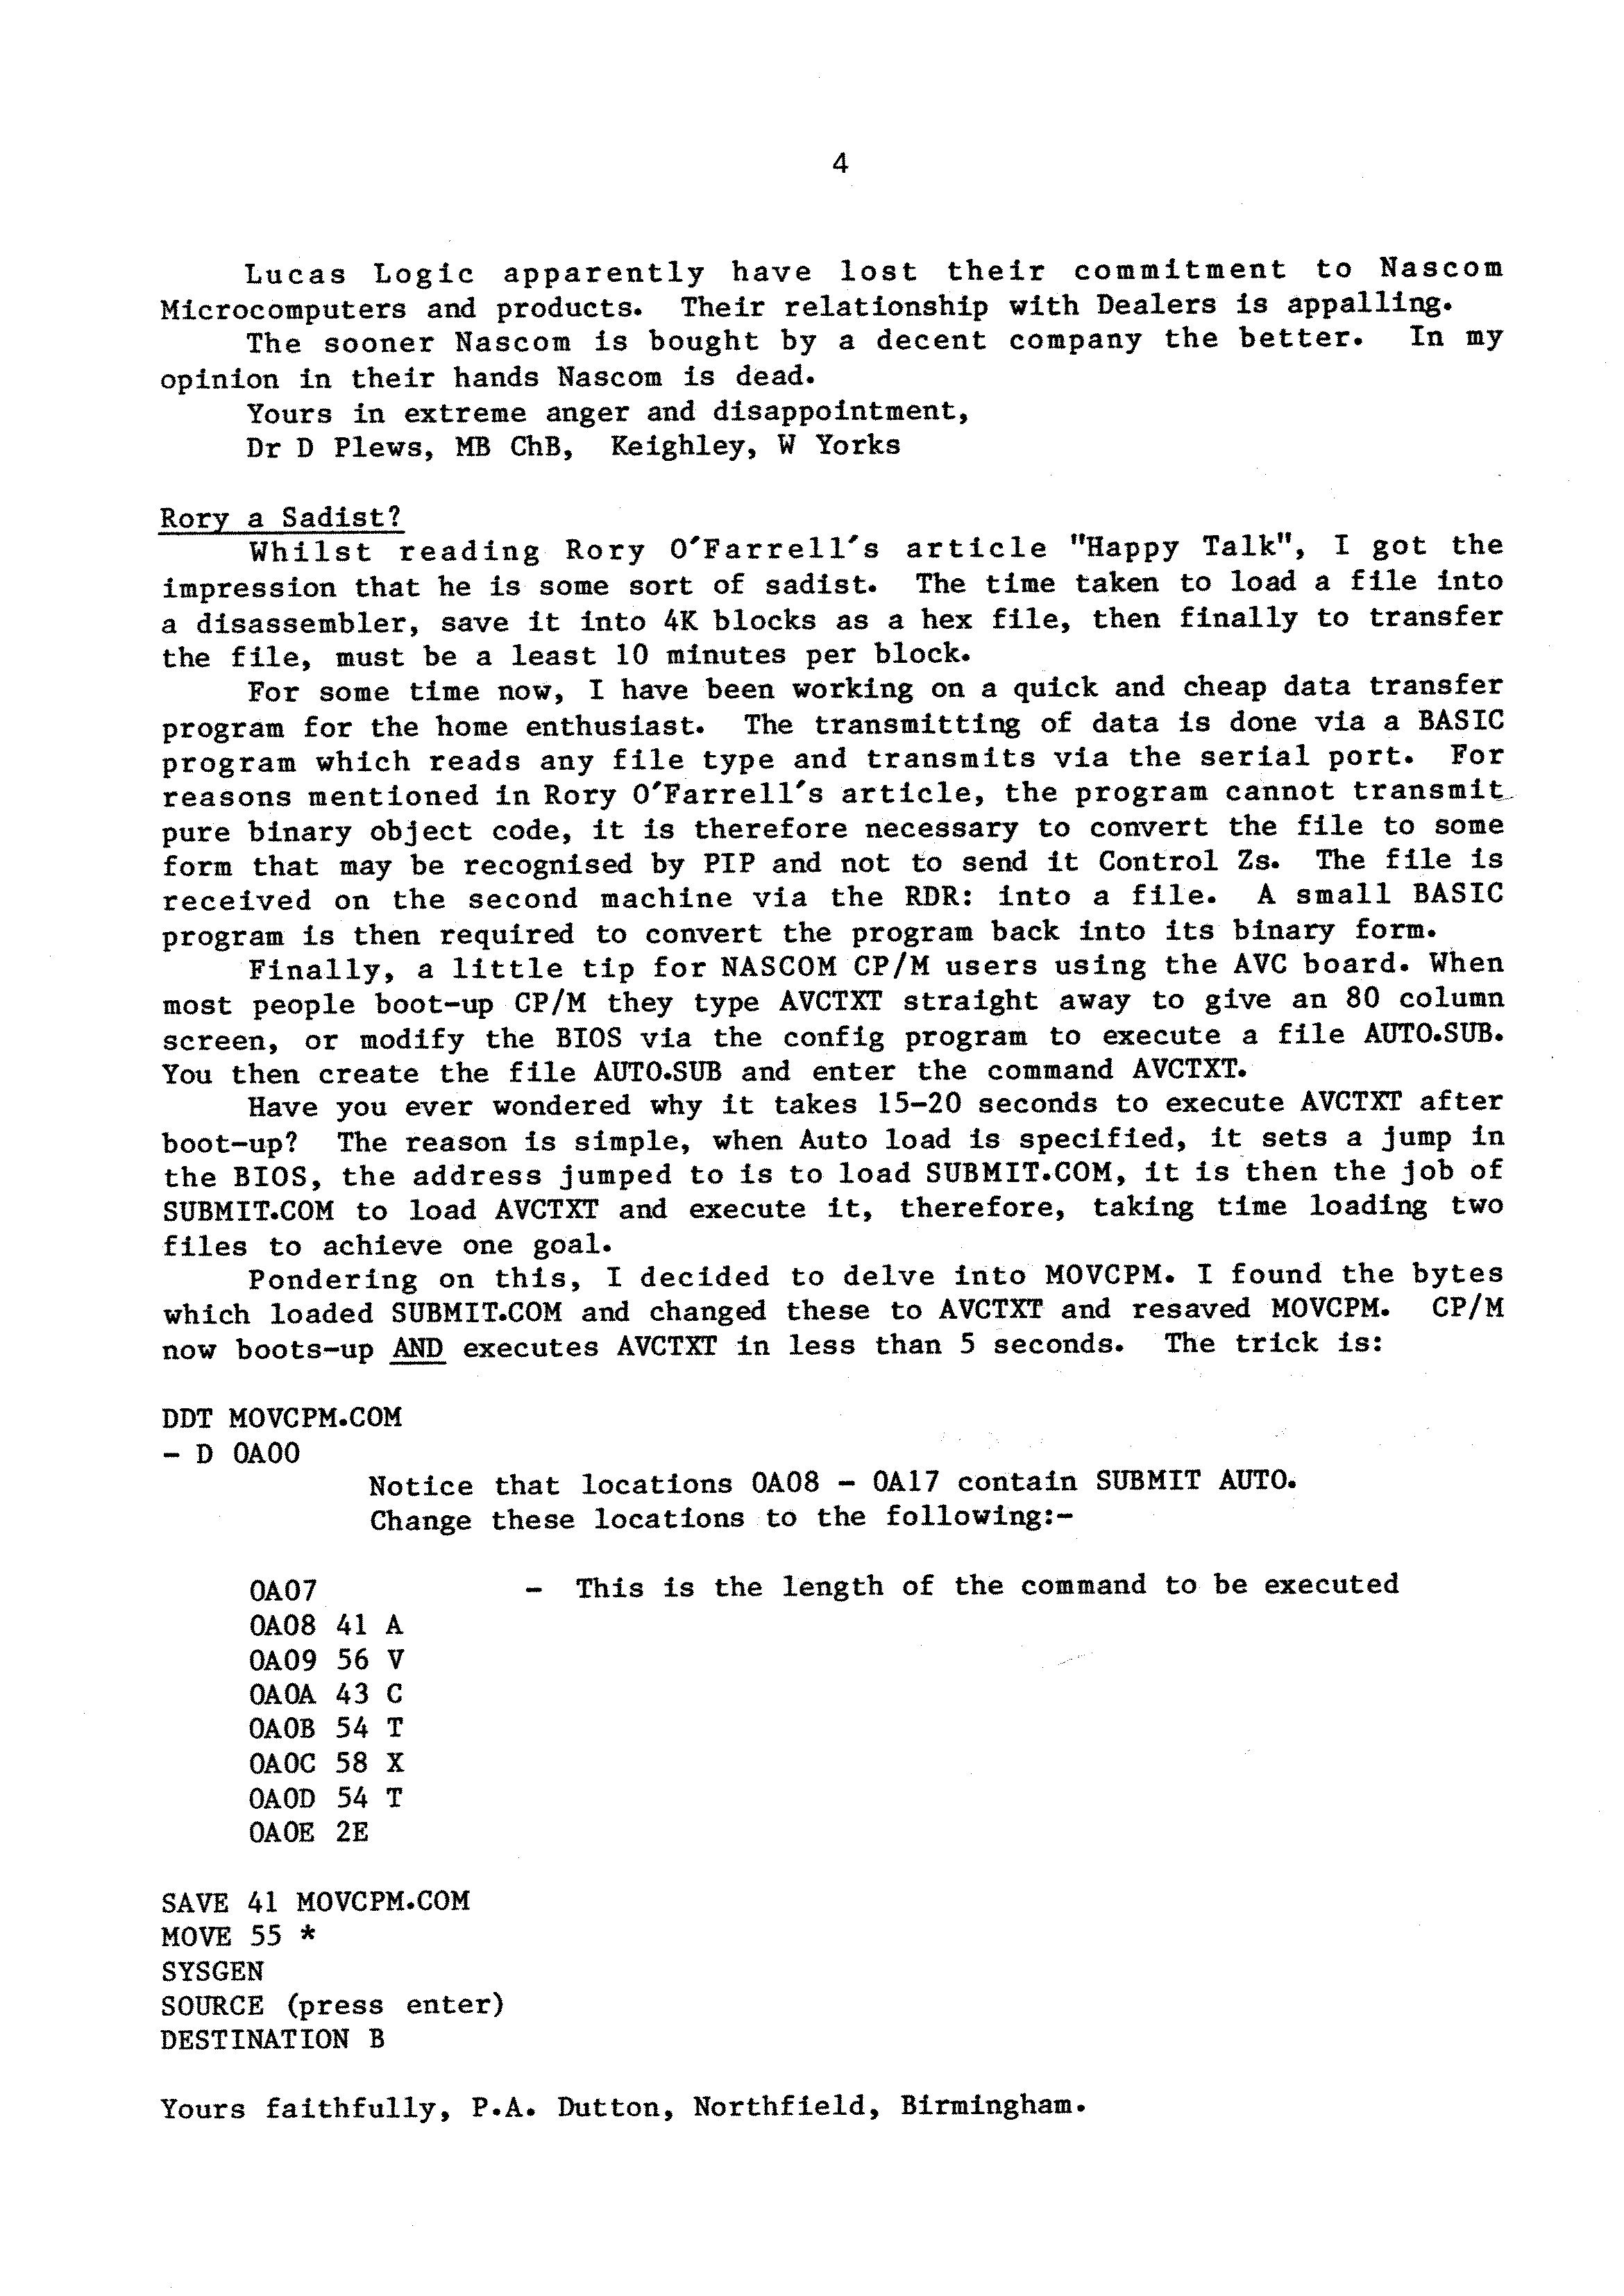 4
Lucas Logic apparently have lost their commitment to Nascom
Microcomputers and products. Their relationship with Dealers is appalling.
The sooner Nascom is bought by a decent company the better. In my
opinion in their hands Nascom is dead.
Yours in extreme anger and disappointment,
Dr D Plews, MB ChB, Keighley, W Yorks
Rory a Sadist?
Whilst reading Rory O'Farrell's article "Happy Talk", I got the
impression that he is some sort of sadist. The time taken to load a file into
a disassembler, save it into 4K blocks as a hex file, then finally to transfer
the file, must be a least 10 minutes per block.
For some time now, I have been working on a quick and cheap data transfer
program for the home enthusiast. The transmitting of data is done via a BASIC
program which reads any file type and transmits via the serial port. For
reasons mentioned in Rory O'Farrell's article, the program cannot transmit
pure binary object code, it is therefore necessary to convert the file to some
form that may be recognised by PIP and not to send it Control Zs. The file is
received on the second machine via the RDR: into a file. A small BASIC
program is then required to convert the program back into its binary form.
Finally, a little tip for NASCOM CP/M users using the AVC board. When
most people boot-up CP/M they type AVCTXT straight away to give an 80 column
screen, or modify the BIOS via the config program to execute a file AUTO.SUB.
You then create the file AUTO.SUB and enter the command AVCTXT.
Have you ever wondered why it takes 15-20 seconds to execute AVCTXT after
boot-up? The reason is simple, when Auto load is specified, it sets a jump in
the BIOS, the address jumped to is to load SUBMIT.COM, it is then the job of
SUBMIT.COM to load AVCTXT and execute it, therefore, taking time loading two
files to achieve one goal.
Pondering on this, I decided to delve into MOVCPM. I found the bytes
which loaded SUBMIT.COM and changed these to AVCTXT and resaved MOVCPM. CP/M
now boots-up AND executes AVCTXT in less than 5 seconds. The trick is:
DDT MOVCPM.COM
- D 0A00
Notice that locations 0A08 - 0A17 contain SUBMIT AUTO.
Change these locations to the following:-
0A07 - This is the length of the command to be executed
0A08 41 A
0A09 56 V
0A0A 43 C
0A0B 54 T
0A0C 58 X
0A0D 54 T
0A0E 2E
SAVE 41 MOVCPM.COM
MOVE 55 *
SYSGEN
SOURCE (press enter)
DESTINATION B
Yours faithfully, P.A. Dutton, Northfield, Birmingham.